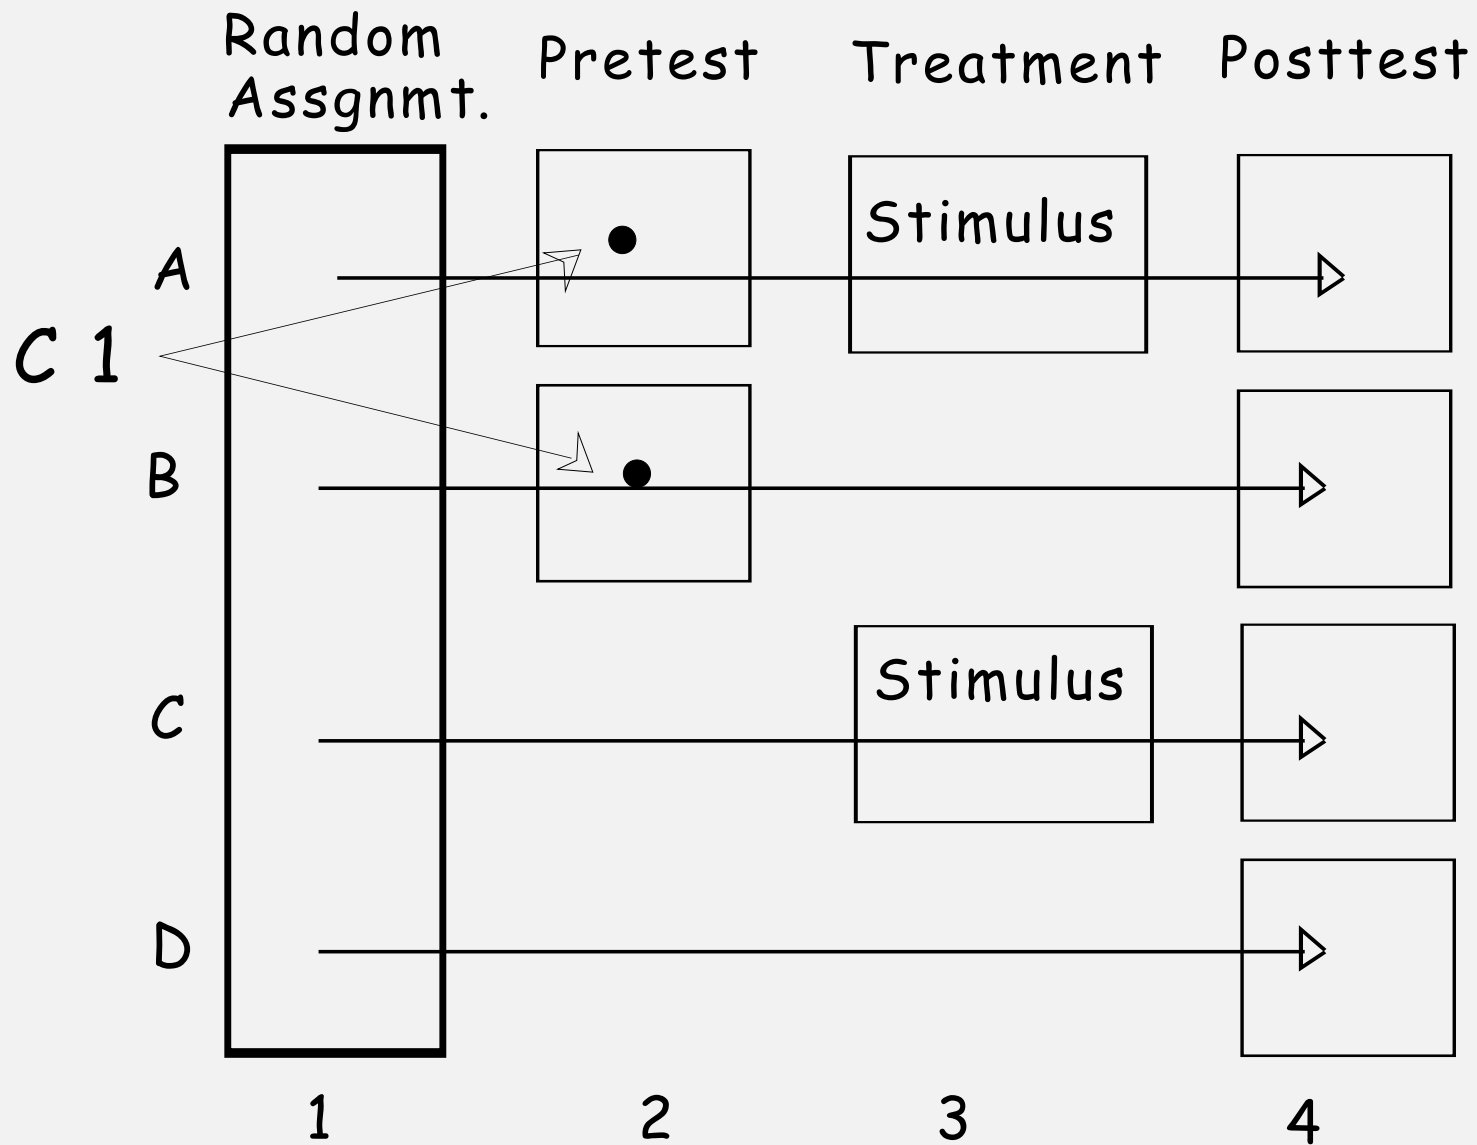 Random
Assgnmt.
Pretest
Treatment
Posttest
A
Stimulus
C 1
B
C
Stimulus
D
1 2 3 4